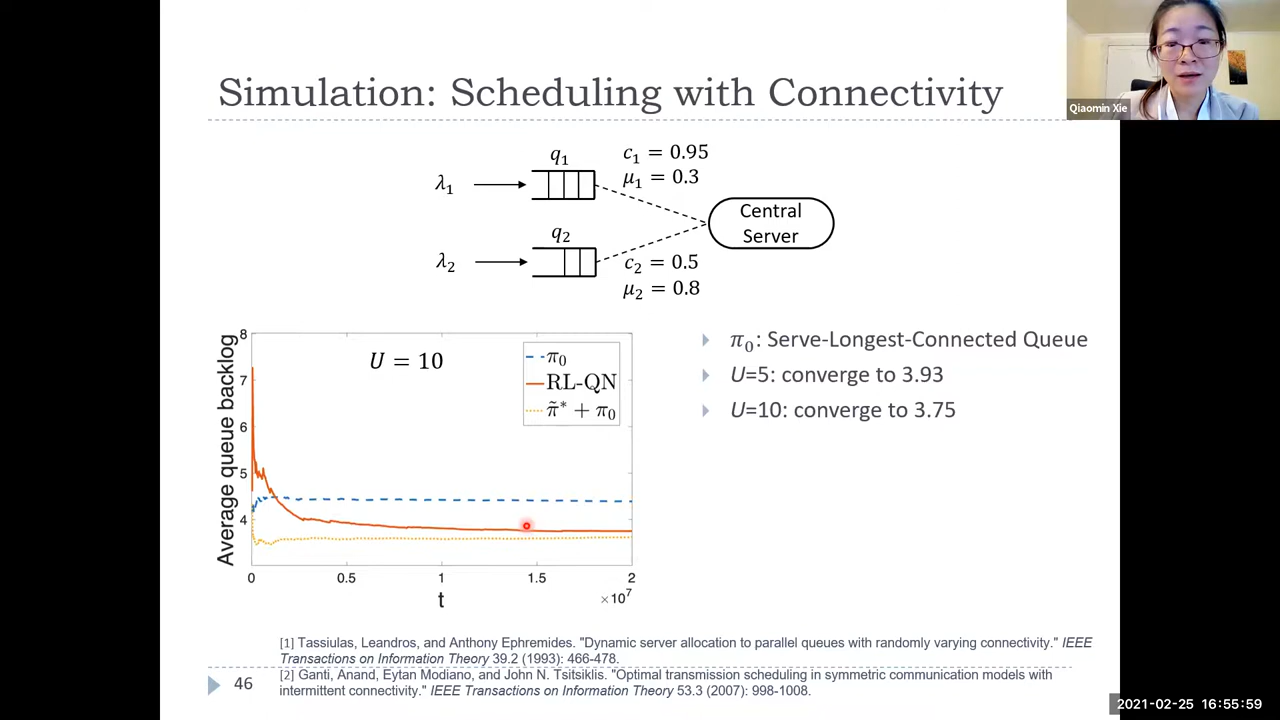 Simulation: Scheduling with Connectivity
Qiaomin Xie
q₁
c₁ = 0.95
μ₁ = 0.3
λ₁
Central
Server
q₂
λ₂
c₂ = 0.5
μ₂ = 0.8
Average queue backlog
8
7
6
5
4
U = 10
π₀
RL-QN
π̃* + π₀
0
0.5
1
1.5
2
×10⁷
t
π₀: Serve-Longest-Connected Queue
U=5: converge to 3.93
U=10: converge to 3.75
[1] Tassiulas, Leandros, and Anthony Ephremides. "Dynamic server allocation to parallel queues with randomly varying connectivity." IEEE
Transactions on Information Theory 39.2 (1993): 466-478.
[2] Ganti, Anand, Eytan Modiano, and John N. Tsitsiklis. "Optimal transmission scheduling in symmetric communication models with
intermittent connectivity." IEEE Transactions on Information Theory 53.3 (2007): 998-1008.
46
2021-02-25 16:55:59